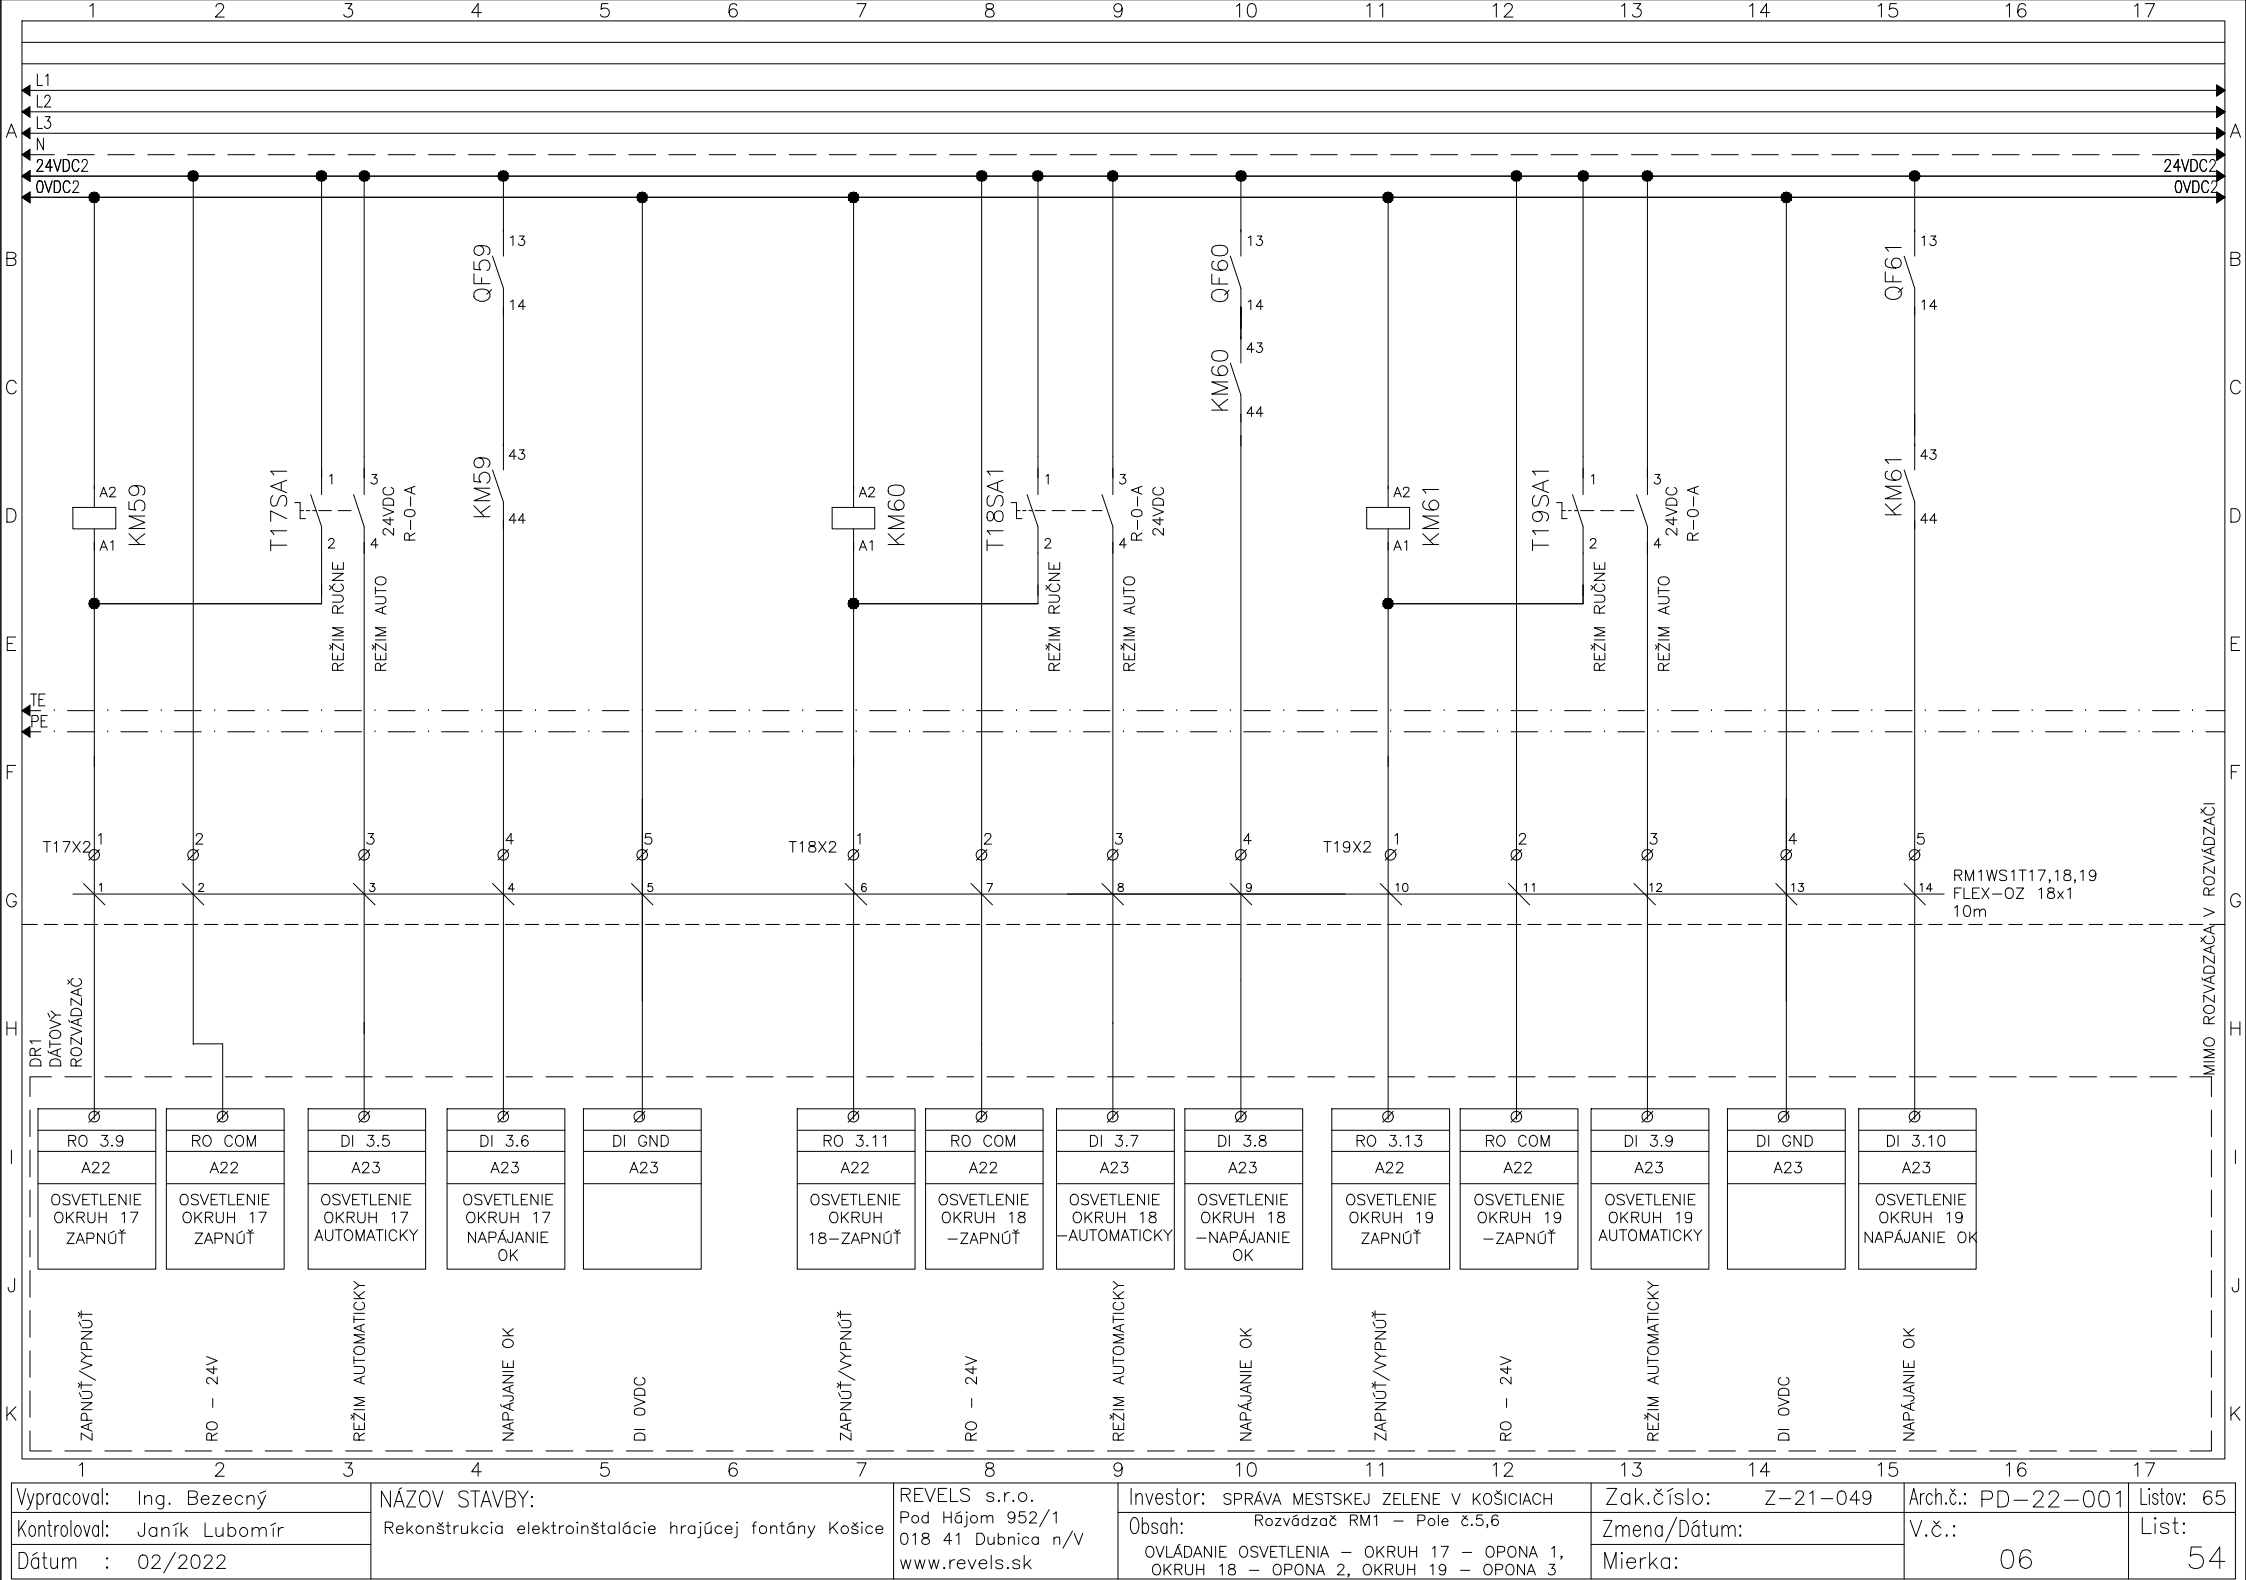 1 2 3 4 5 6 7 8 9 10 11 12 13 14 15 16 17
L1
L2
A L3 A
N
24VDC2 24VDC2
0VDC2 0VDC2
13 13 13
B QF59 QF60 QF61 B
14 14 14
43
C KM60 C
44
43 43
KM59 KM61
44 44
A2 A2 A2
D KM59 KM60 KM61 D
A1 A1 A1
T17SA1 1 3 2 4 24VDC R-0-A
T18SA1 1 3 2 4 R-0-A 24VDC
T19SA1 1 3 2 4 24VDC R-0-A
REŽIM RUČNE REŽIM AUTO REŽIM RUČNE REŽIM AUTO REŽIM RUČNE REŽIM AUTO
E E
TE
PE
F F
T17X2 1 2 3 4 5 T18X2 1 2 3 4 T19X2 1 2 3 4 5
G 1 2 3 4 5 6 7 8 9 10 11 12 13 14 G
RM1WS1T17,18,19
FLEX-OZ 18x1
10m
MIMO ROZVÁDZAČA V ROZVÁDZAČI
H H
DR1
DÁTOVÝ
ROZVÁDZAČ
RO 3.9 RO COM DI 3.5 DI 3.6 DI GND RO 3.11 RO COM DI 3.7 DI 3.8 RO 3.13 RO COM DI 3.9 DI GND DI 3.10
I A22 A22 A23 A23 A23 A22 A22 A23 A23 A22 A22 A23 A23 A23 I
OSVETLENIE OSVETLENIE OSVETLENIE OSVETLENIE OSVETLENIE OSVETLENIE OSVETLENIE OSVETLENIE OSVETLENIE OSVETLENIE OSVETLENIE OSVETLENIE
OKRUH 17 OKRUH 17 OKRUH 17 OKRUH 17 OKRUH OKRUH 18 OKRUH 18 OKRUH 18 OKRUH 19 OKRUH 19 OKRUH 19 OKRUH 19
ZAPNÚŤ ZAPNÚŤ AUTOMATICKY NAPÁJANIE 18-ZAPNÚŤ -ZAPNÚŤ -AUTOMATICKY -NAPÁJANIE ZAPNÚŤ -ZAPNÚŤ AUTOMATICKY NAPÁJANIE OK
OK OK
J J
ZAPNÚŤ/VYPNÚŤ RO - 24V REŽIM AUTOMATICKY NAPÁJANIE OK DI 0VDC ZAPNÚŤ/VYPNÚŤ RO - 24V REŽIM AUTOMATICKY NAPÁJANIE OK ZAPNÚŤ/VYPNÚŤ RO - 24V REŽIM AUTOMATICKY DI 0VDC NAPÁJANIE OK
K K
1 2 3 4 5 6 7 8 9 10 11 12 13 14 15 16 17
Vypracoval: Ing. Bezecný
Kontroloval: Janík Lubomír
Dátum : 02/2022
NÁZOV STAVBY:
Rekonštrukcia elektroinštalácie hrajúcej fontány Košice
REVELS s.r.o.
Pod Hájom 952/1
018 41 Dubnica n/V
www.revels.sk
Investor: SPRÁVA MESTSKEJ ZELENE V KOŠICIACH
Obsah: Rozvádzač RM1 - Pole č.5,6
OVLÁDANIE OSVETLENIA - OKRUH 17 - OPONA 1,
OKRUH 18 - OPONA 2, OKRUH 19 - OPONA 3
Zak.číslo: Z-21-049
Zmena/Dátum:
Mierka:
Arch.č.: PD-22-001
V.č.:
06
Listov: 65
List:
54